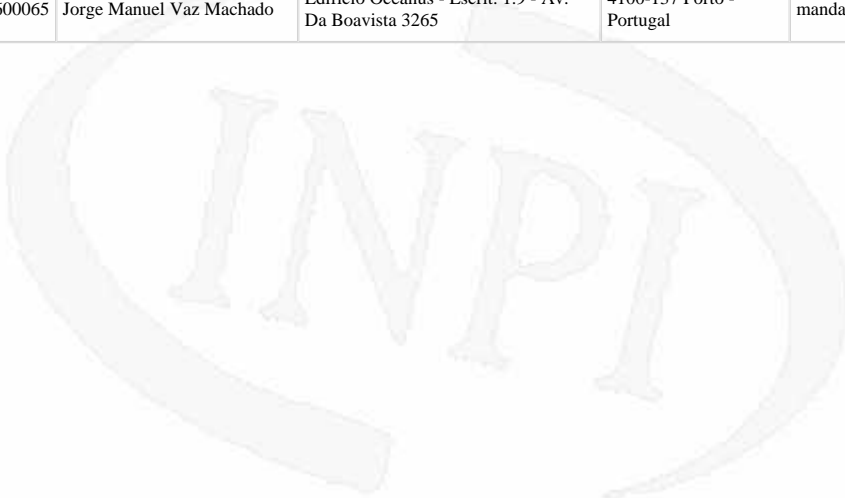 600065 Jorge Manuel Vaz Machado Edifício Oceanus - Escrit. 1.9 - Av. 4100-137 Porto -
Da Boavista 3265 Portugal manda
INPI